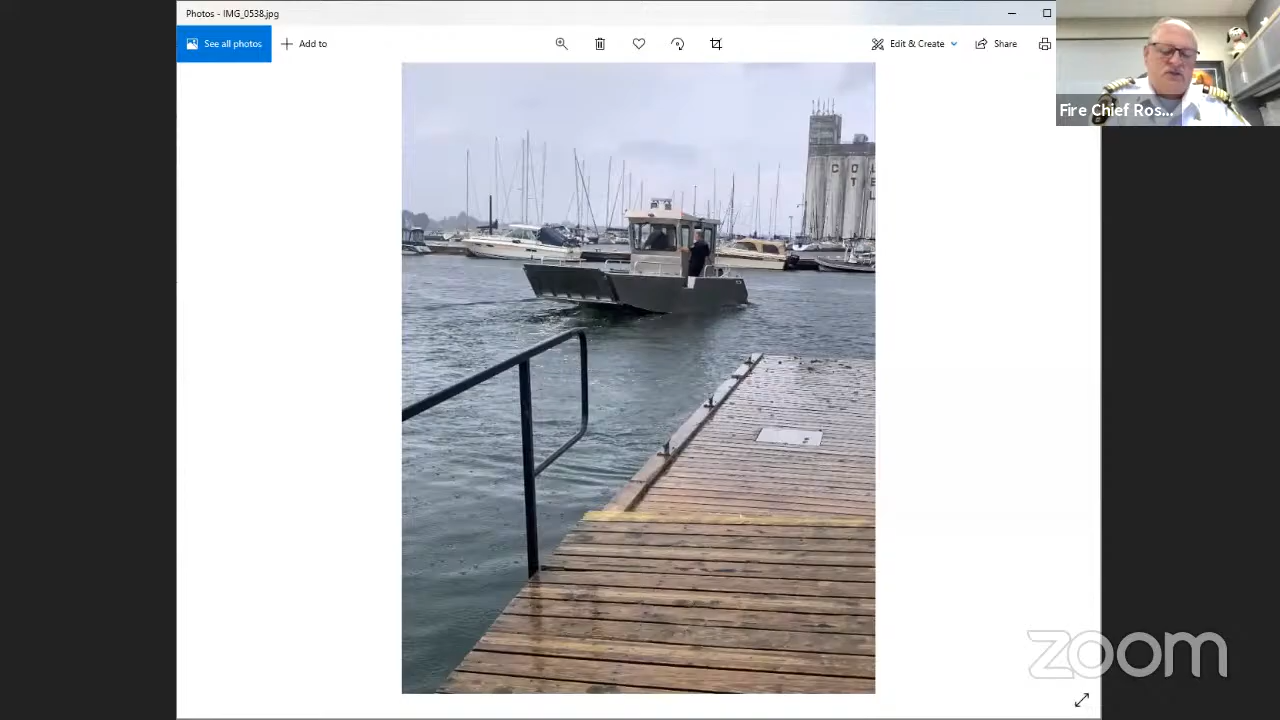 Photos - IMG_0538.jpg
See all photos
Add to
Edit & Create
Share
Fire Chief Ros...
C O
T E
L
zoom